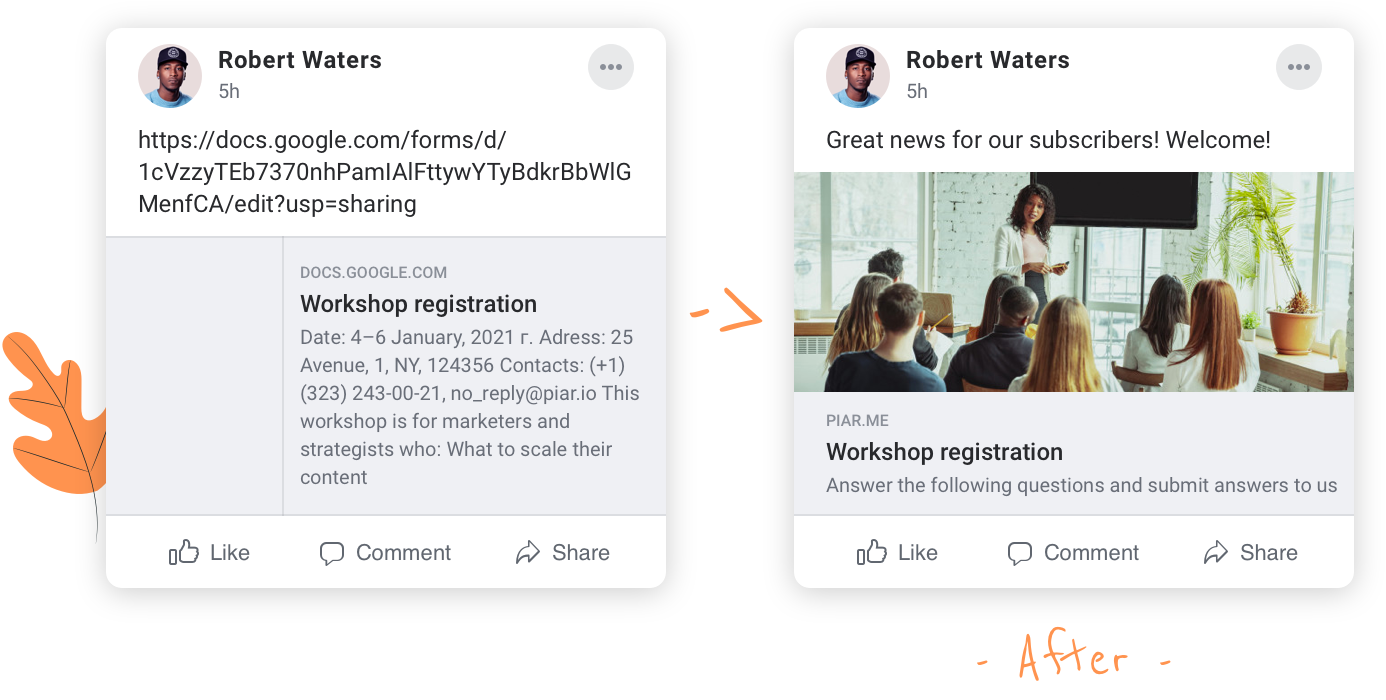 Robert Waters
5h
https://docs.google.com/forms/d/
1cVzzyTEb7370nhPamIAlFttywYTyBdkrBbWlG
MenfCA/edit?usp=sharing
DOCS.GOOGLE.COM
Workshop registration
Date: 4–6 January, 2021 г. Adress: 25
Avenue, 1, NY, 124356 Contacts: (+1)
(323) 243-00-21, no_reply@piar.io This
workshop is for marketers and
strategists who: What to scale their
content
Like Comment Share
Robert Waters
5h
Great news for our subscribers! Welcome!
PIAR.ME
Workshop registration
Answer the following questions and submit answers to us
Like Comment Share
- After -